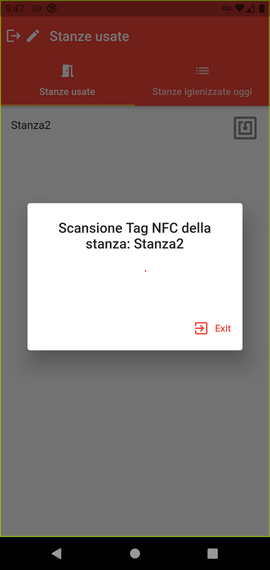 9:47
Stanze usate
Stanze usate
Stanze igienizzate oggi
Stanza2
Scansione Tag NFC della
stanza: Stanza2
Exit